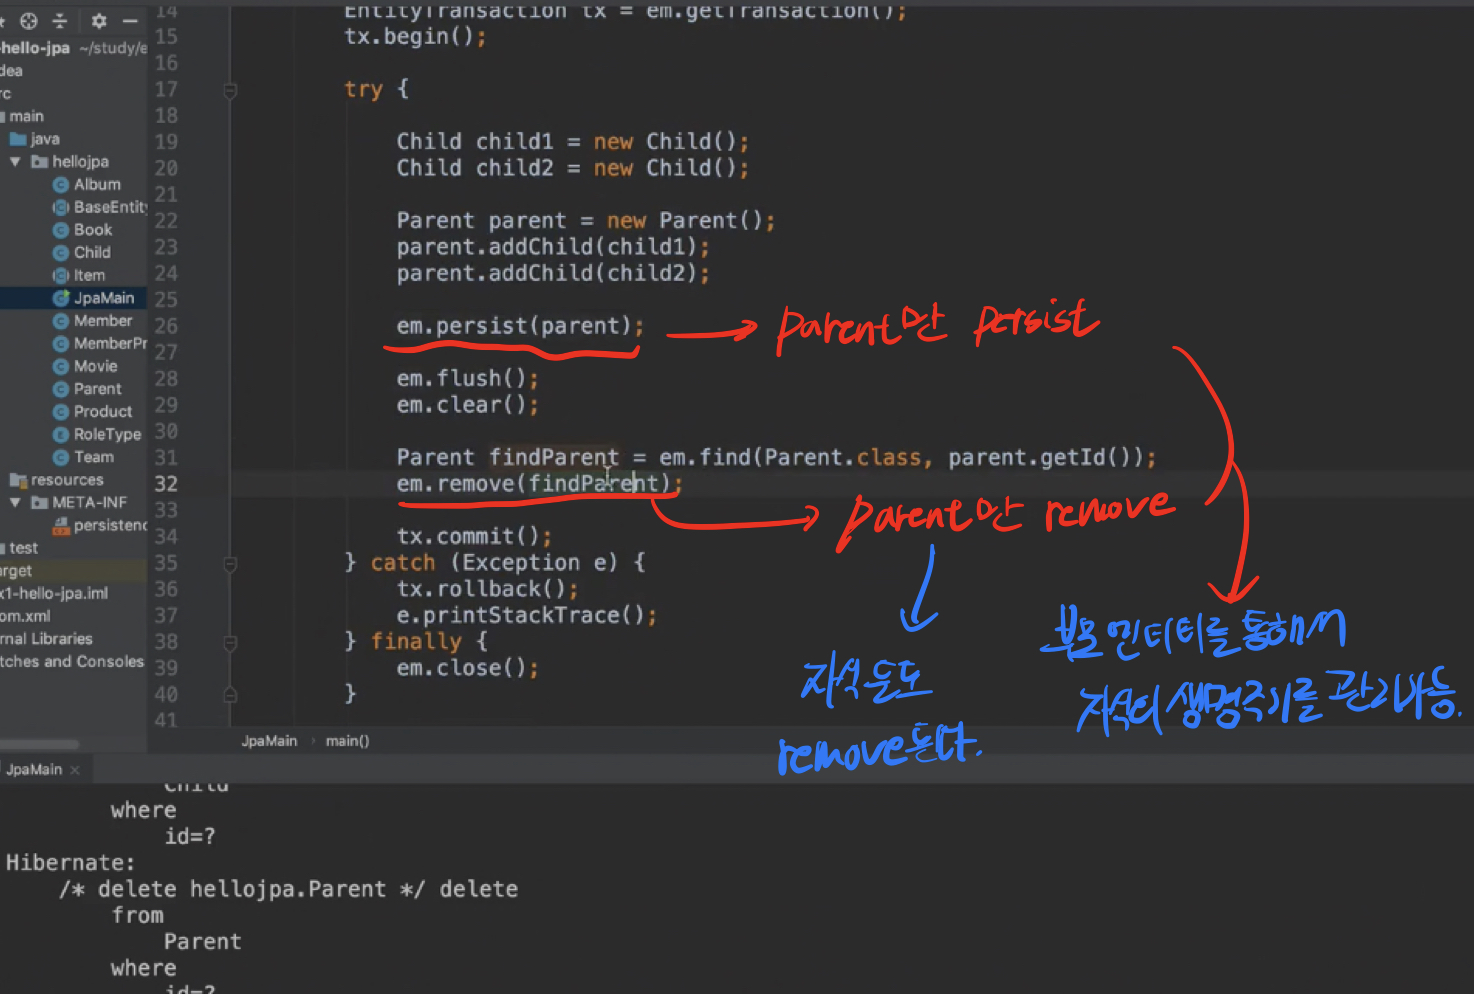 14 EntityTransaction tx = em.getTransaction();
-hello-jpa ~/study/e
15 tx.begin();
dea
16
rc
17 try {
main
18
java
19 Child child1 = new Child();
hellojpa
20 Child child2 = new Child();
Album
21
BaseEntity
22 Parent parent = new Parent();
Book
23 parent.addChild(child1);
Child
24 parent.addChild(child2);
Item
25
JpaMain
26 em.persist(parent);
parent만 persist
Member
27
MemberPr
28 em.flush();
Movie
29 em.clear();
Parent
30
Product
31 Parent findParent = em.find(Parent.class, parent.getId());
RoleType
32 em.remove(findParent);
Team
33
parent만 remove
resources
34 tx.commit();
META-INF
35 } catch (Exception e) {
persistenc
36 tx.rollback();
test
37 e.printStackTrace();
arget
38 } finally {
x1-hello-jpa.iml
39 em.close();
om.xml
40 }
rnal Libraries
41
tches and Consoles
부모 엔티티를 통해서
자식의 생명주기를 관리가능.
자식들도
remove된다.
JpaMain › main()
JpaMain ×
Child
where
id=?
Hibernate:
/* delete hellojpa.Parent */ delete
from
Parent
where
id=?